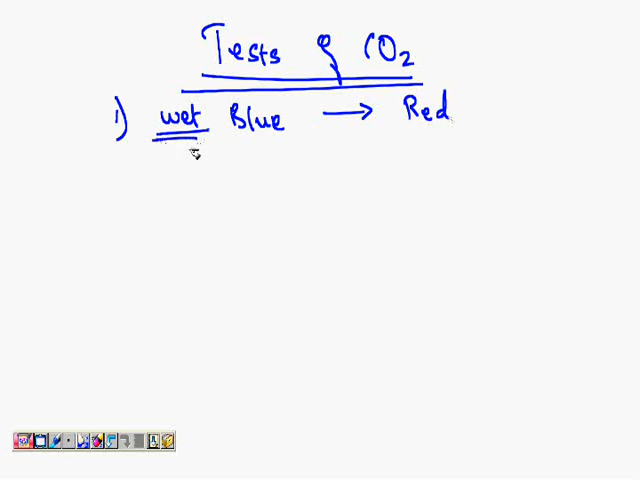 Tests of CO₂
1) wet Blue → Red